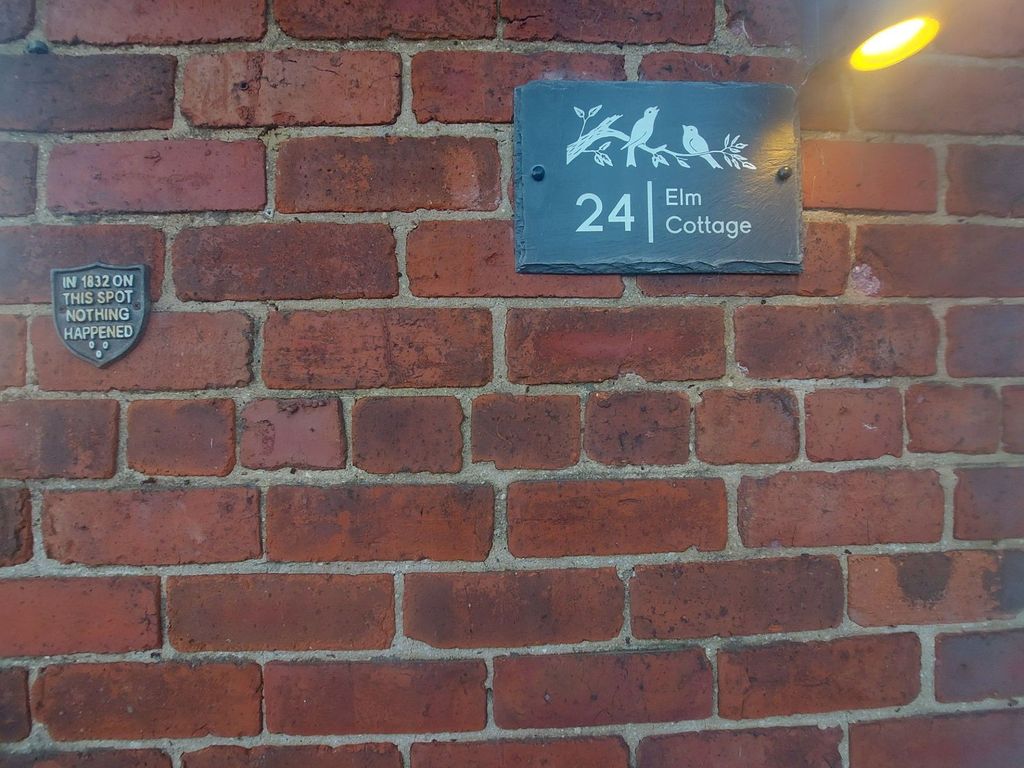 24
Elm
Cottage
IN 1832 ON
THIS SPOT
NOTHING
HAPPENED